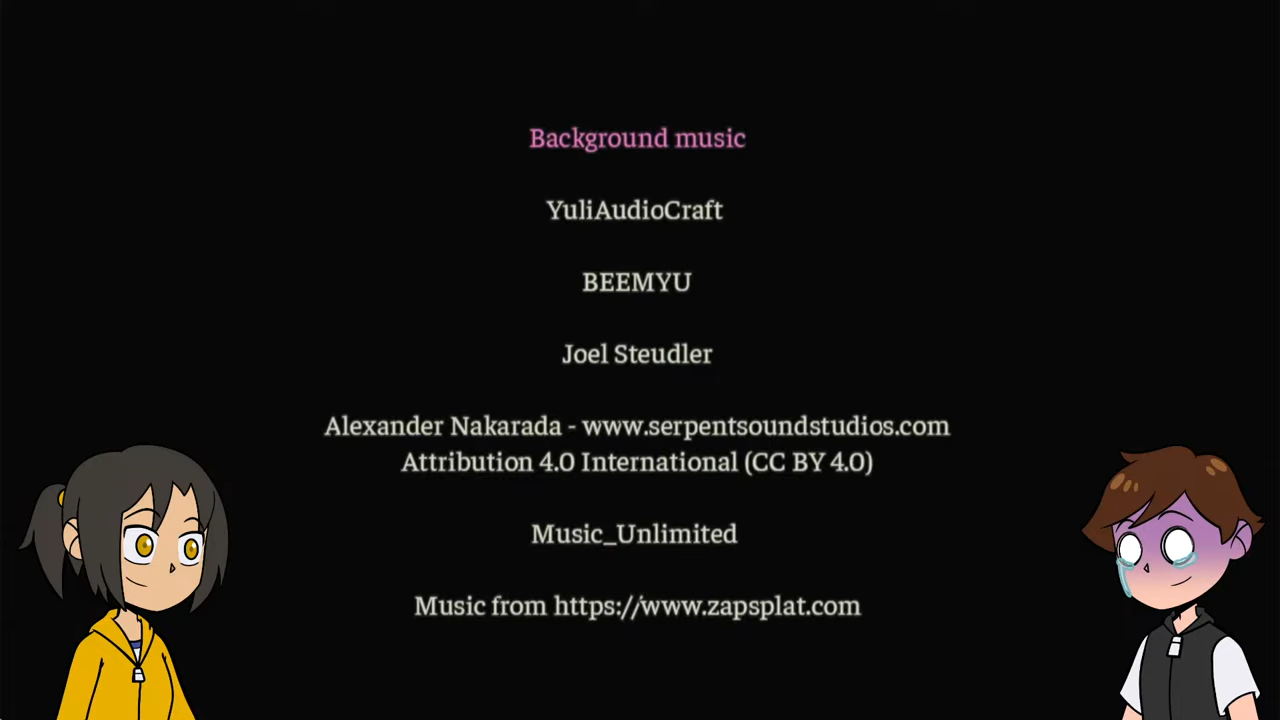 Background music
YuliAudioCraft
BEEMYU
Joel Steudler
Alexander Nakarada - www.serpentsoundstudios.com
Attribution 4.0 International (CC BY 4.0)
Music_Unlimited
Music from https://www.zapsplat.com